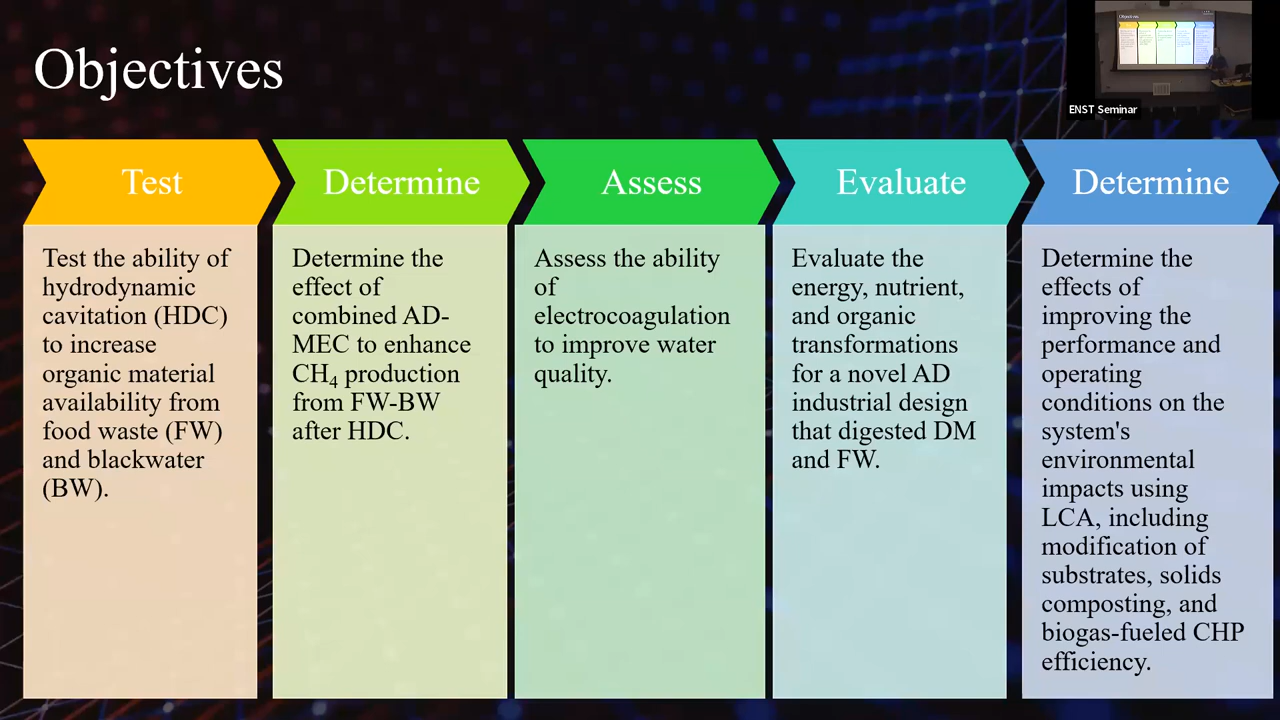 Objectives
ENST Seminar
Test
Determine
Assess
Evaluate
Determine
Test the ability of
hydrodynamic
cavitation (HDC)
to increase
organic material
availability from
food waste (FW)
and blackwater
(BW).
Determine the
effect of
combined AD-
MEC to enhance
CH₄ production
from FW-BW
after HDC.
Assess the ability
of
electrocoagulation
to improve water
quality.
Evaluate the
energy, nutrient,
and organic
transformations
for a novel AD
industrial design
that digested DM
and FW.
Determine the
effects of
improving the
performance and
operating
conditions on the
system's
environmental
impacts using
LCA, including
modification of
substrates, solids
composting, and
biogas-fueled CHP
efficiency.